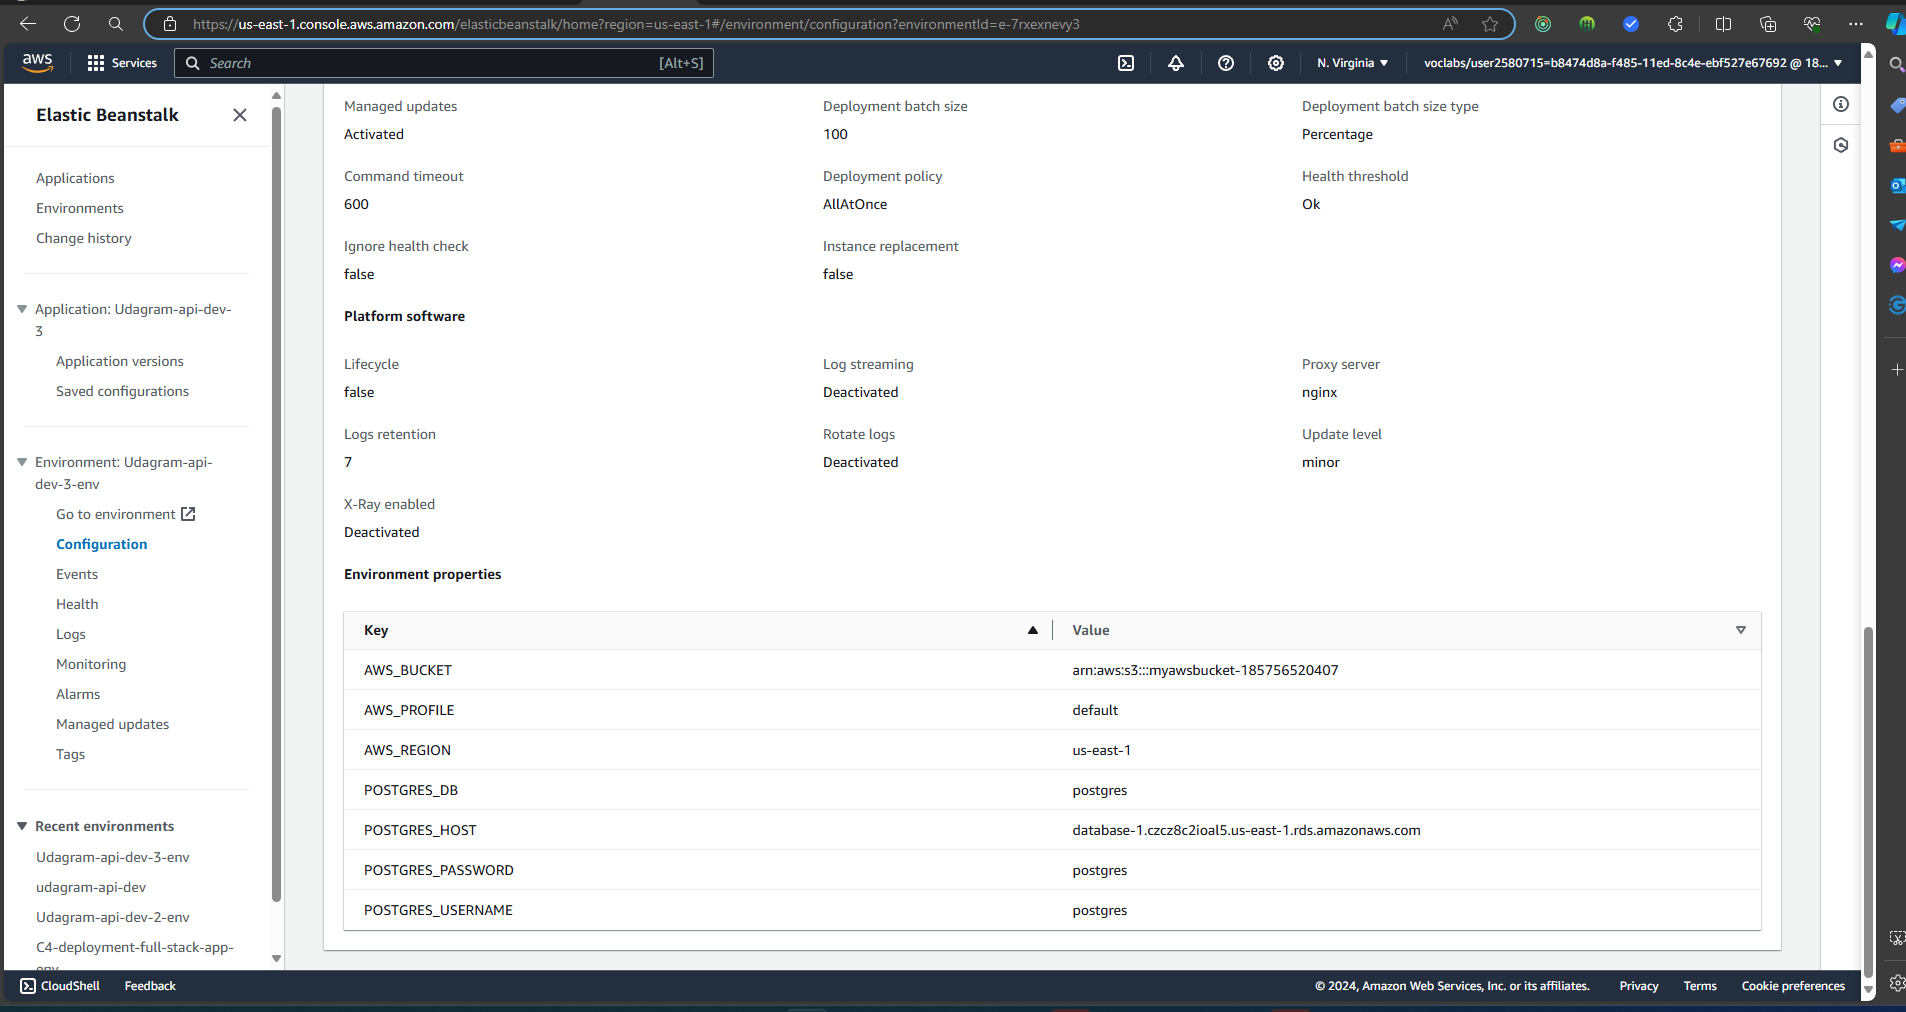 https://us-east-1.console.aws.amazon.com/elasticbeanstalk/home?region=us-east-1#/environment/configuration?environmentId=e-7rxexnevy3
aws
Services
Search
[Alt+S]
N. Virginia
voclabs/user2580715=b8474d8a-f485-11ed-8c4e-ebf527e67692 @ 18...
Elastic Beanstalk
Applications
Environments
Change history
Application: Udagram-api-dev-
3
Application versions
Saved configurations
Environment: Udagram-api-
dev-3-env
Go to environment
Configuration
Events
Health
Logs
Monitoring
Alarms
Managed updates
Tags
Recent environments
Udagram-api-dev-3-env
udagram-api-dev
Udagram-api-dev-2-env
C4-deployment-full-stack-app-
env
Managed updates
Activated
Deployment batch size
100
Deployment batch size type
Percentage
Command timeout
600
Deployment policy
AllAtOnce
Health threshold
Ok
Ignore health check
false
Instance replacement
false
Platform software
Lifecycle
false
Log streaming
Deactivated
Proxy server
nginx
Logs retention
7
Rotate logs
Deactivated
Update level
minor
X-Ray enabled
Deactivated
Environment properties
Key Value
AWS_BUCKET arn:aws:s3:::myawsbucket-185756520407
AWS_PROFILE default
AWS_REGION us-east-1
POSTGRES_DB postgres
POSTGRES_HOST database-1.czcz8c2ioal5.us-east-1.rds.amazonaws.com
POSTGRES_PASSWORD postgres
POSTGRES_USERNAME postgres
CloudShell
Feedback
© 2024, Amazon Web Services, Inc. or its affiliates.
Privacy
Terms
Cookie preferences